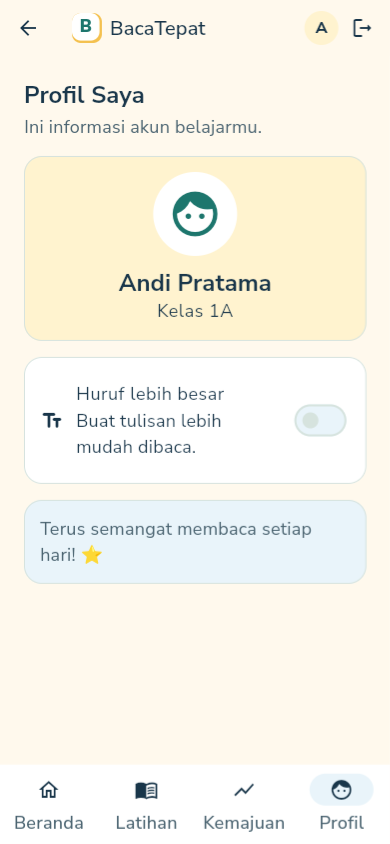 B BacaTepat A
Profil Saya
Ini informasi akun belajarmu.
Andi Pratama
Kelas 1A
Huruf lebih besar
Tт Buat tulisan lebih
mudah dibaca.
Terus semangat membaca setiap
hari! ⭐
Beranda Latihan Kemajuan Profil